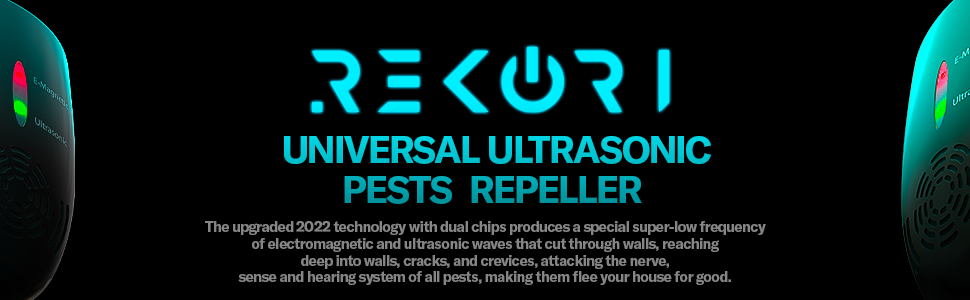 REKORI
UNIVERSAL ULTRASONIC
PESTS REPELLER
The upgraded 2022 technology with dual chips produces a special super-low frequency
of electromagnetic and ultrasonic waves that cut through walls, reaching
deep into walls, cracks, and crevices, attacking the nerve,
sense and hearing system of all pests, making them flee your house for good.
E-Magnetic
Ultrasonic